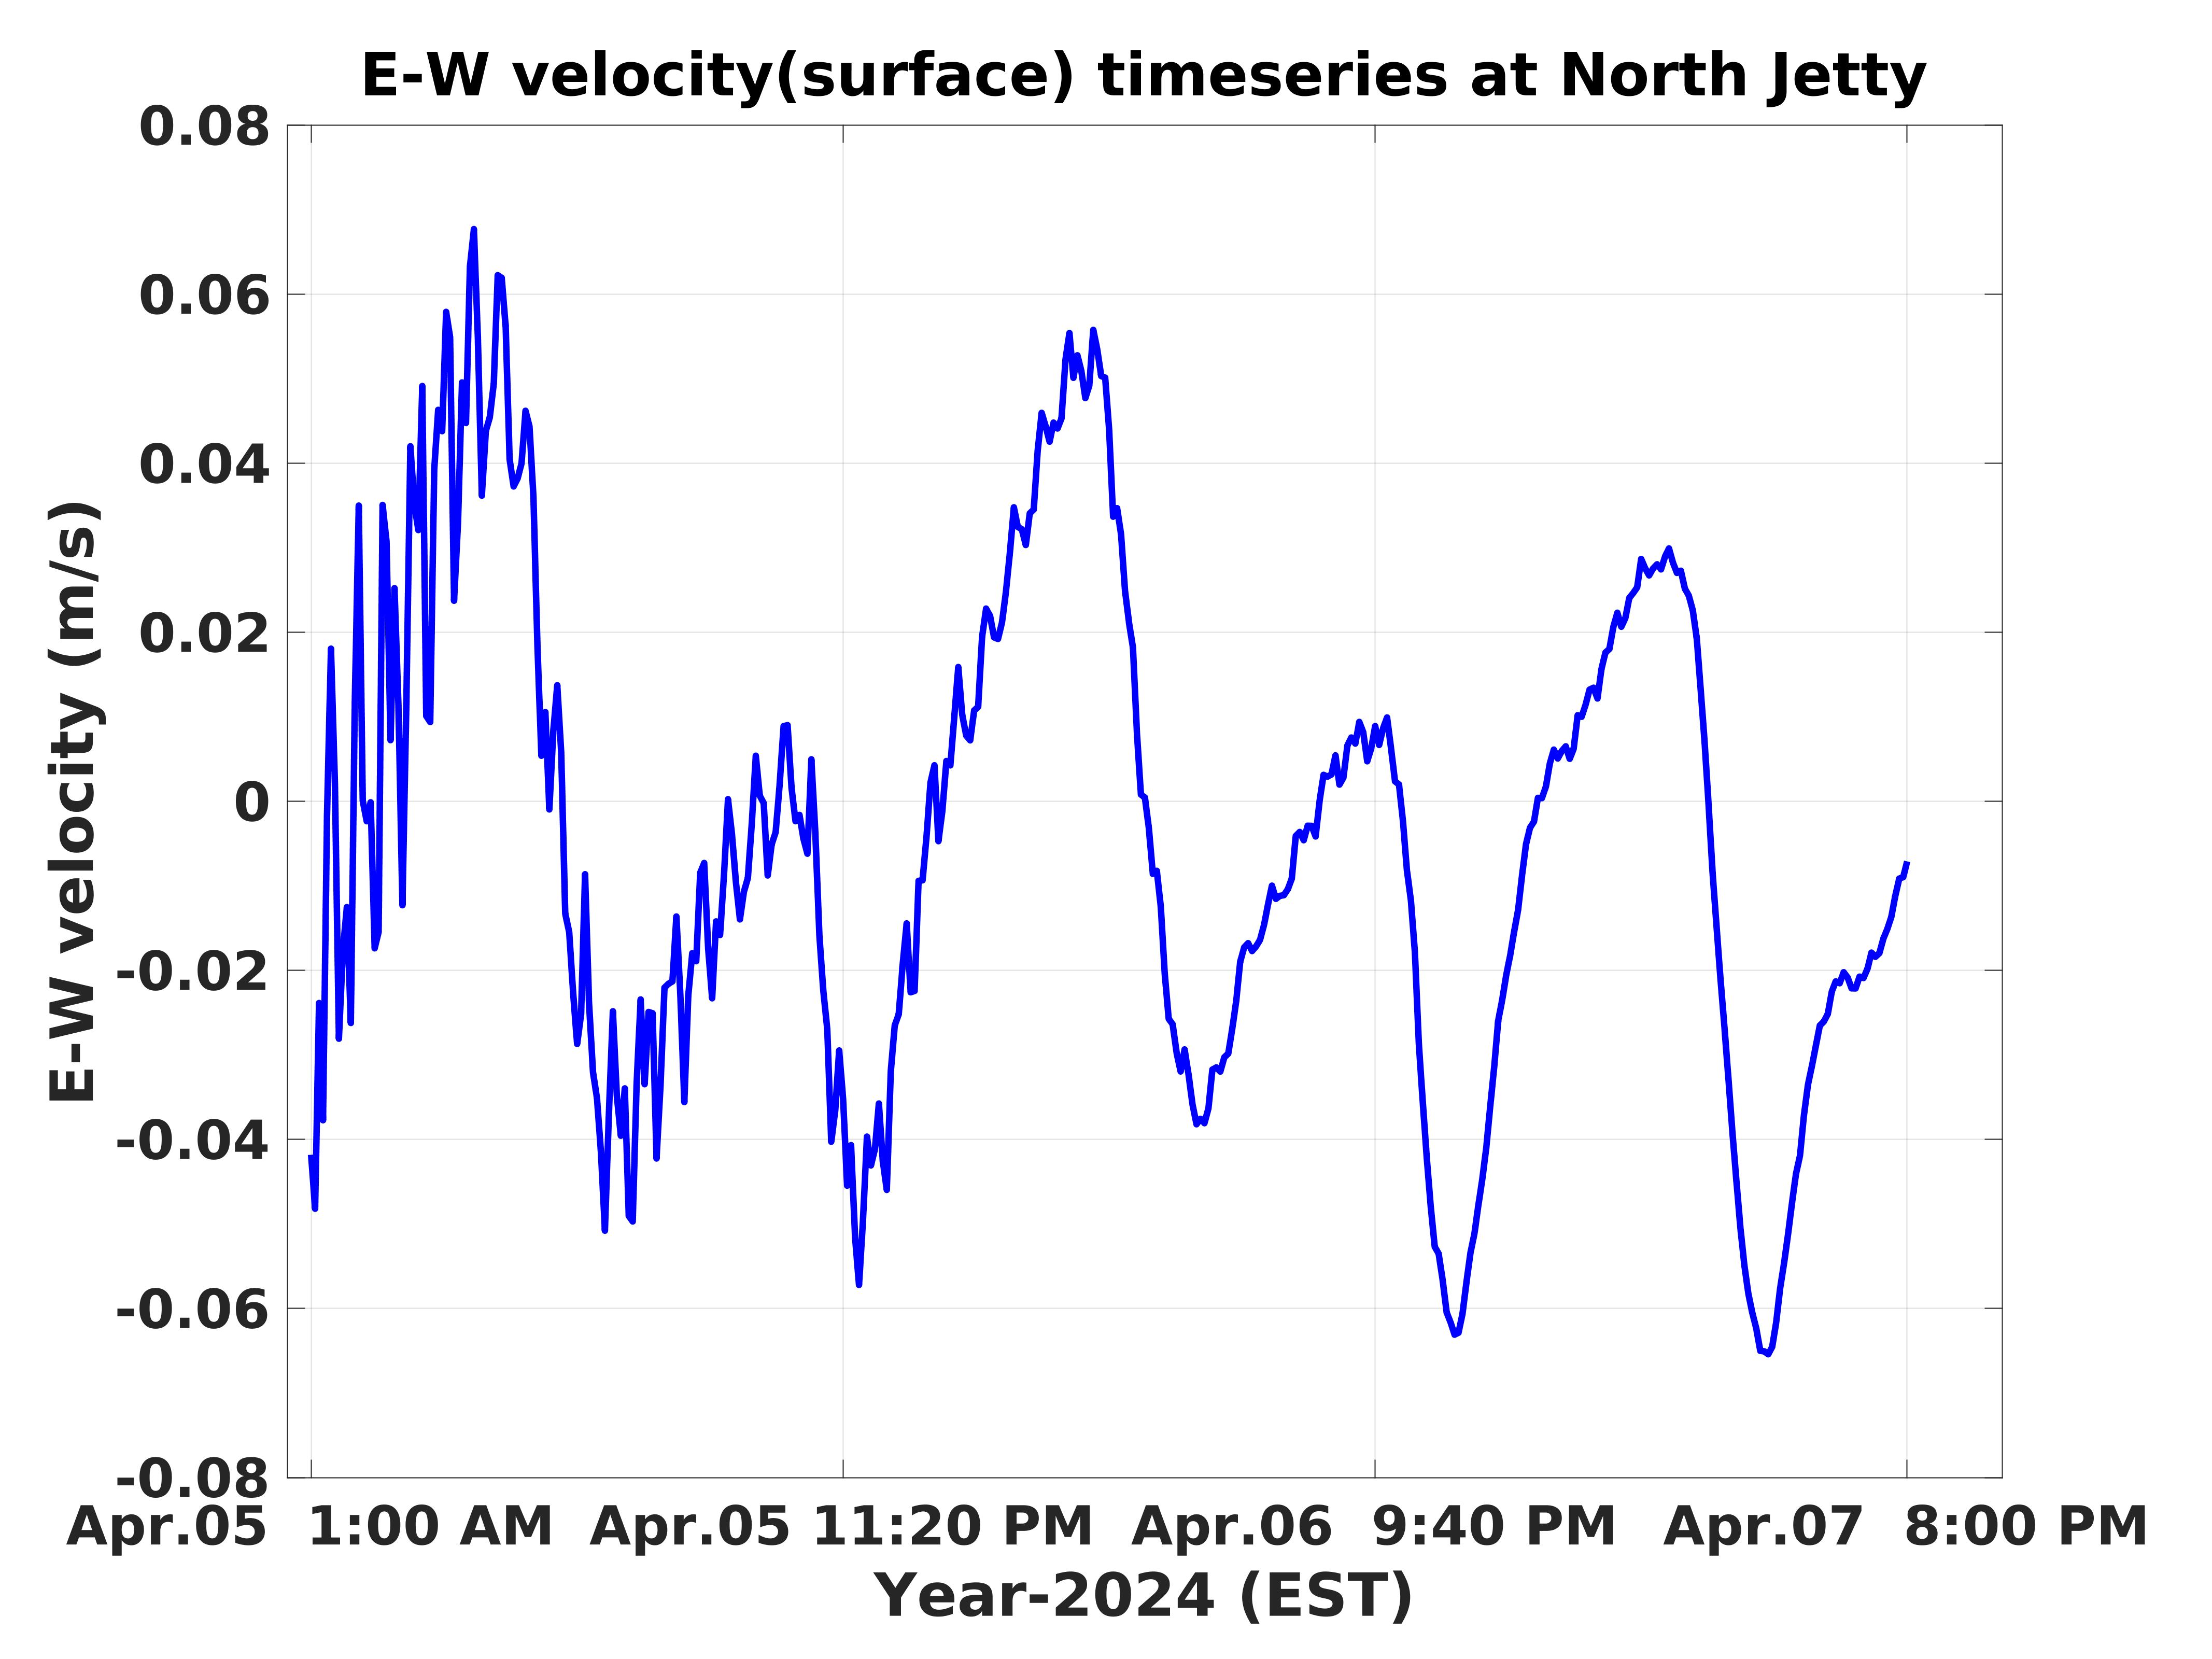 E-W velocity(surface) timeseries at North Jetty
0.08
0.06
0.04
0.02
0
-0.02
-0.04
-0.06
-0.08
E-W velocity (m/s)
Apr.05 1:00 AM Apr.05 11:20 PM Apr.06 9:40 PM Apr.07 8:00 PM
Year-2024 (EST)